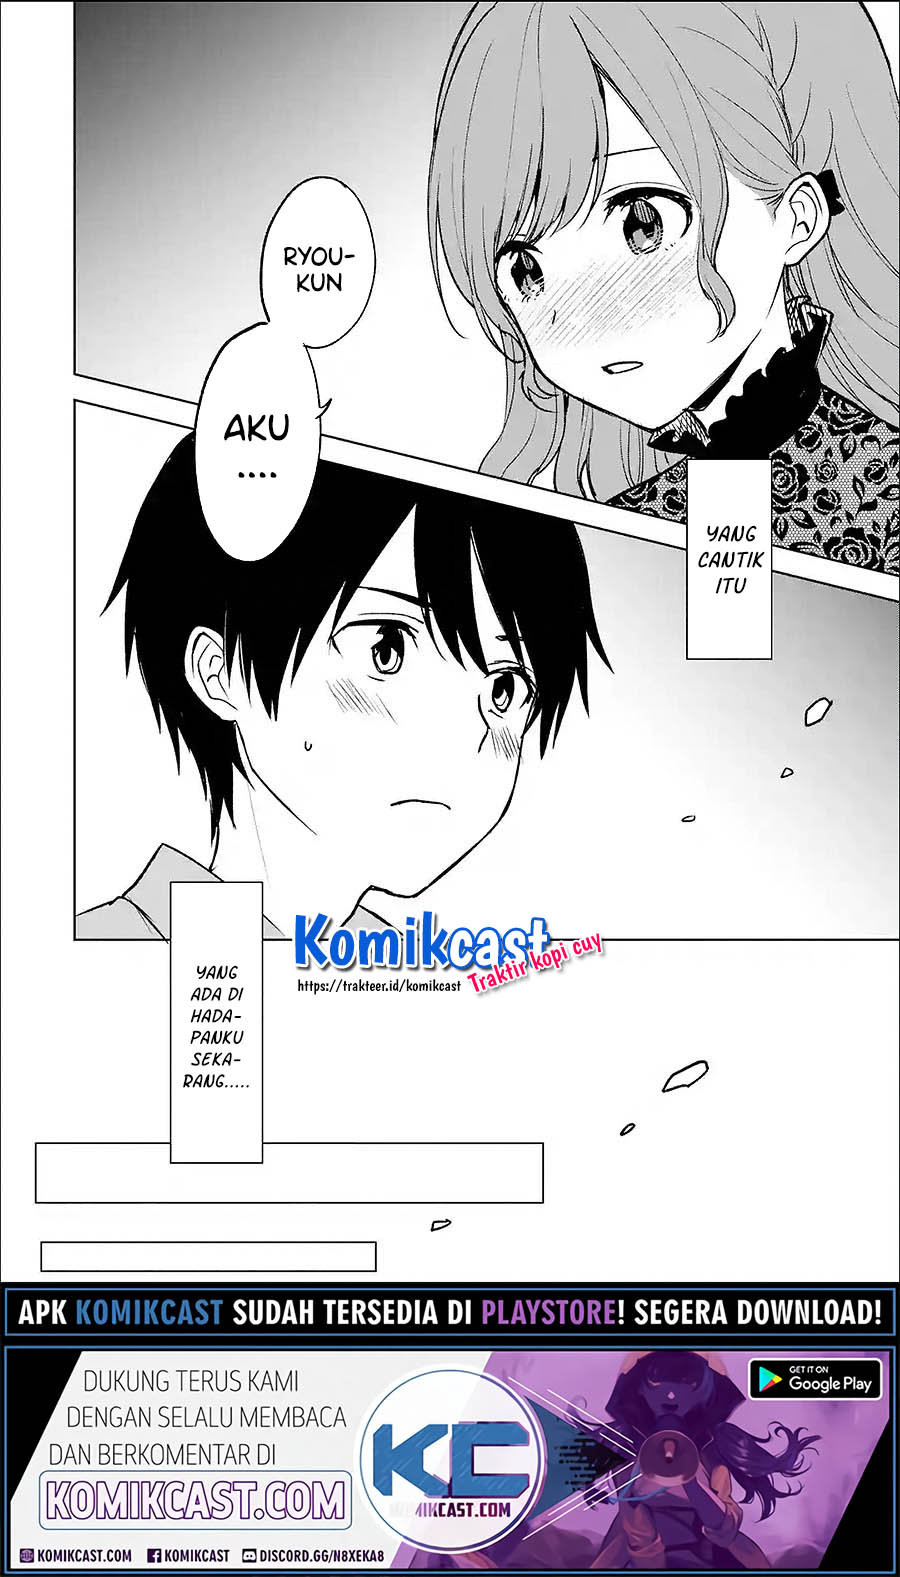 RYOU-
KUN
AKU
....
YANG
CANTIK
ITU
YANG
ADA DI
HADA-
PANKU
SEKA-
RANG.....
Komikcast
Traktir kopi cuy
https://trakteer.id/komikcast
APK KOMIKCAST SUDAH TERSEDIA DI PLAYSTORE! SEGERA DOWNLOAD!
DUKUNG TERUS KAMI
DENGAN SELALU MEMBACA
DAN BERKOMENTAR DI
KOMIKCAST.COM
KOMIKCAST.COM
KOMIKCAST
DISCORD.GG/N8XEKA8
KC
KOMIKCAST.COM
GET IT ON
Google Play